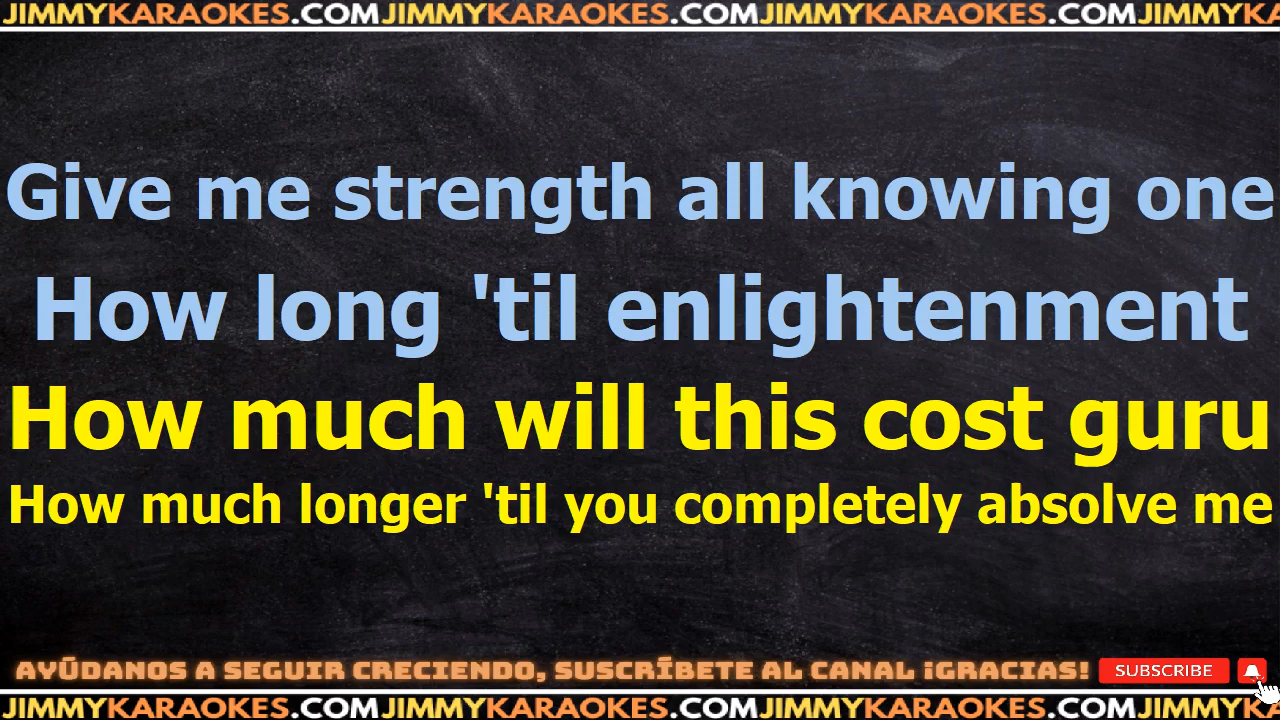 JIMMYKARAOKES.COMJIMMYKARAOKES.COMJIMMYKARAOKES.COMJIMMYKA
Give me strength all knowing one
How long 'til enlightenment
How much will this cost guru
How much longer 'til you completely absolve me
AYÚDANOS A SEGUIR CRECIENDO, SUSCRÍBETE AL CANAL ¡GRACIAS! SUBSCRIBE
JIMMYKARAOKES.COMJIMMYKARAOKES.COMJIMMYKARAOKES.COMJIMMYKA